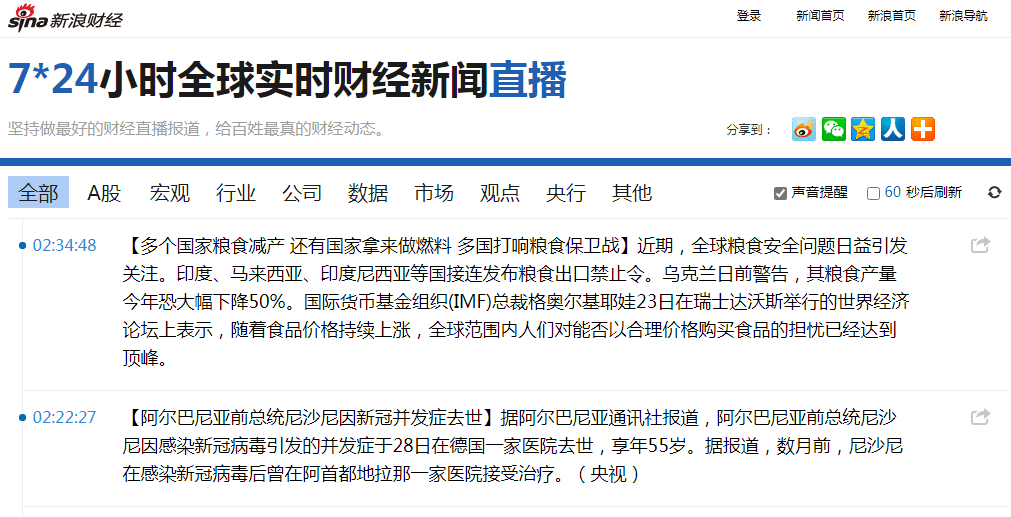 sina新浪财经
登录 新闻首页 新浪首页 新浪导航
7*24小时全球实时财经新闻直播
坚持做最好的财经直播报道，给百姓最真的财经动态。
分享到：
全部 A股 宏观 行业 公司 数据 市场 观点 央行 其他 声音提醒 60 秒后刷新
02:34:48 【多个国家粮食减产 还有国家拿来做燃料 多国打响粮食保卫战】近期，全球粮食安全问题日益引发
关注。印度、马来西亚、印度尼西亚等国接连发布粮食出口禁止令。乌克兰日前警告，其粮食产量
今年恐大幅下降50%。国际货币基金组织(IMF)总裁格奥尔基耶娃23日在瑞士达沃斯举行的世界经济
论坛上表示，随着食品价格持续上涨，全球范围内人们对能否以合理价格购买食品的担忧已经达到
顶峰。
02:22:27 【阿尔巴尼亚前总统尼沙尼因新冠并发症去世】据阿尔巴尼亚通讯社报道，阿尔巴尼亚前总统尼沙
尼因感染新冠病毒引发的并发症于28日在德国一家医院去世，享年55岁。据报道，数月前，尼沙尼
在感染新冠病毒后曾在阿首都地拉那一家医院接受治疗。（央视）